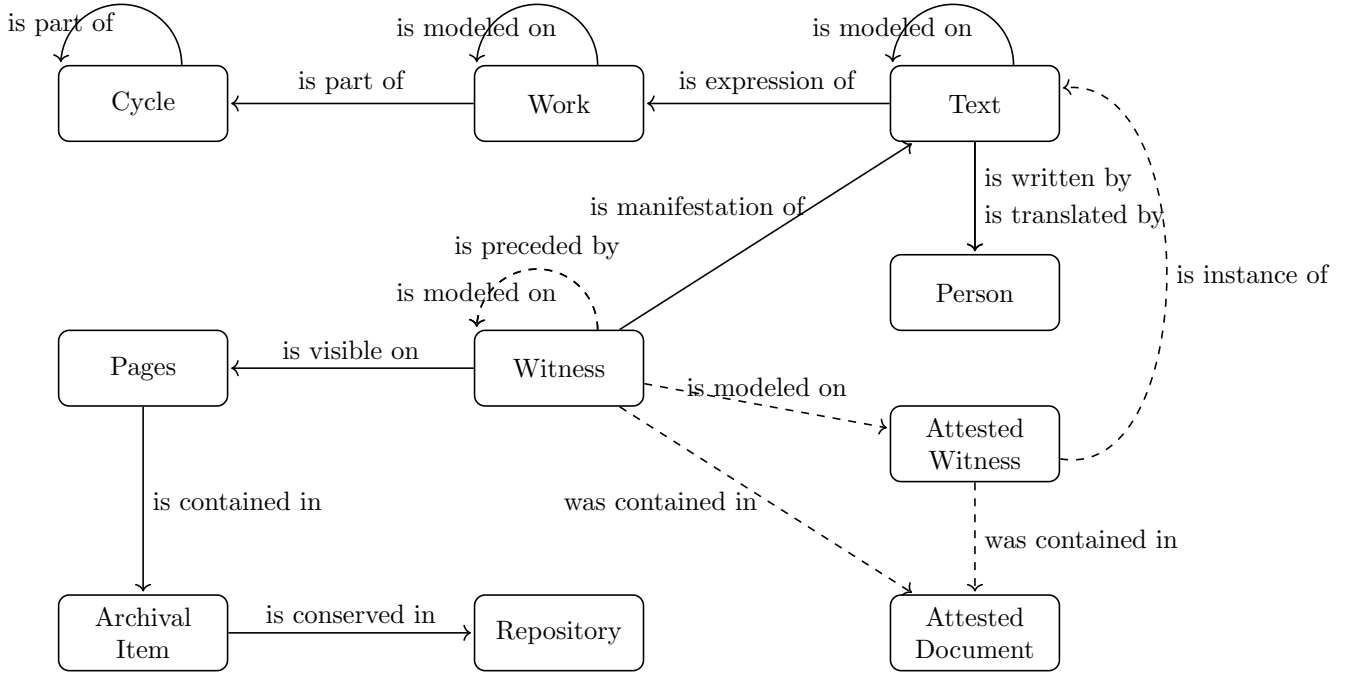 is part of
is modeled on
is modeled on
Cycle
is part of
Work
is expression of
Text
is written by
is translated by
is manifestation of
is preceded by
is modeled on
Person
is instance of
Pages
is visible on
Witness
is modeled on
Attested
Witness
is contained in
was contained in
was contained in
Archival
Item
is conserved in
Repository
Attested
Document